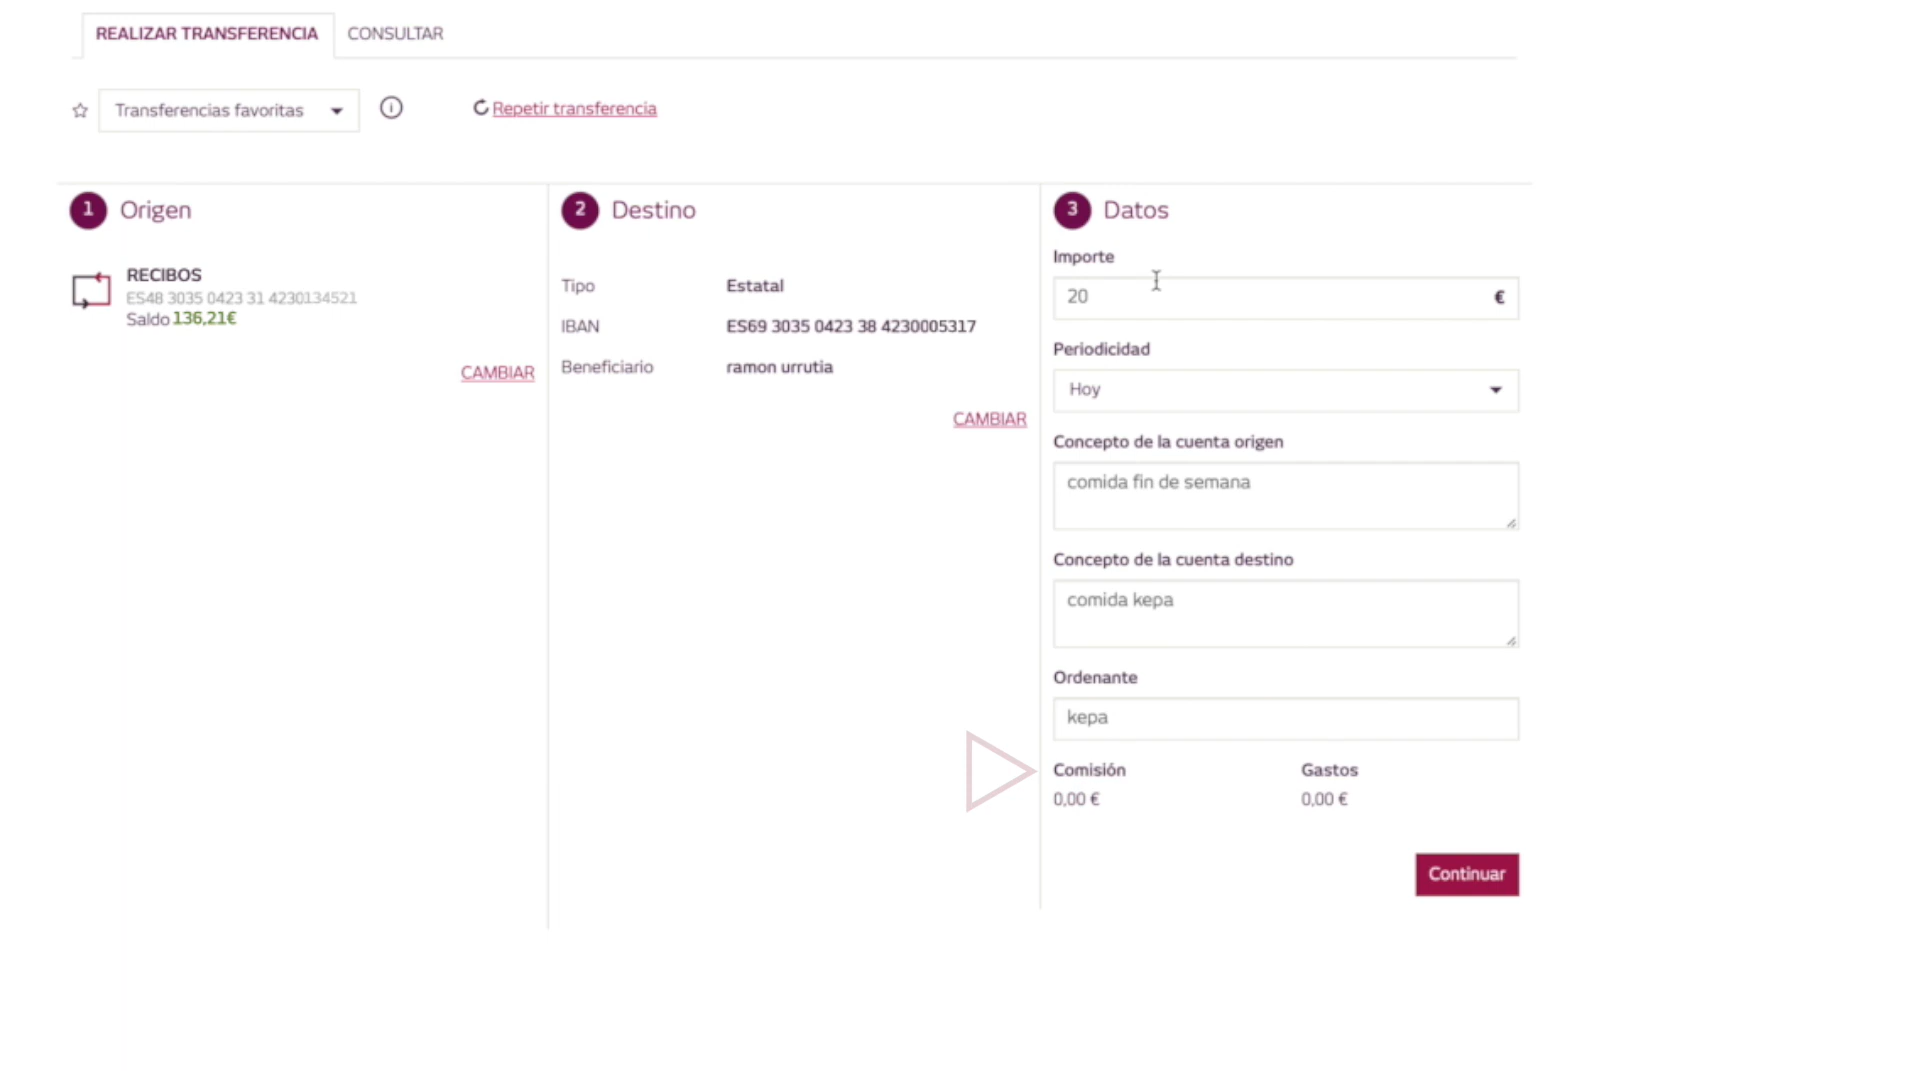 REALIZAR TRANSFERENCIA CONSULTAR
Transferencias favoritas Repetir transferencia
1 Origen
RECIBOS
ES48 3035 0423 31 4230134521
Saldo 136,21€
CAMBIAR
2 Destino
Tipo Estatal
IBAN ES69 3035 0423 38 4230005317
Beneficiario ramon urrutia
CAMBIAR
3 Datos
Importe
20 €
Periodicidad
Hoy
Concepto de la cuenta origen
comida fin de semana
Concepto de la cuenta destino
comida kepa
Ordenante
kepa
Comisión Gastos
0,00 € 0,00 €
Continuar